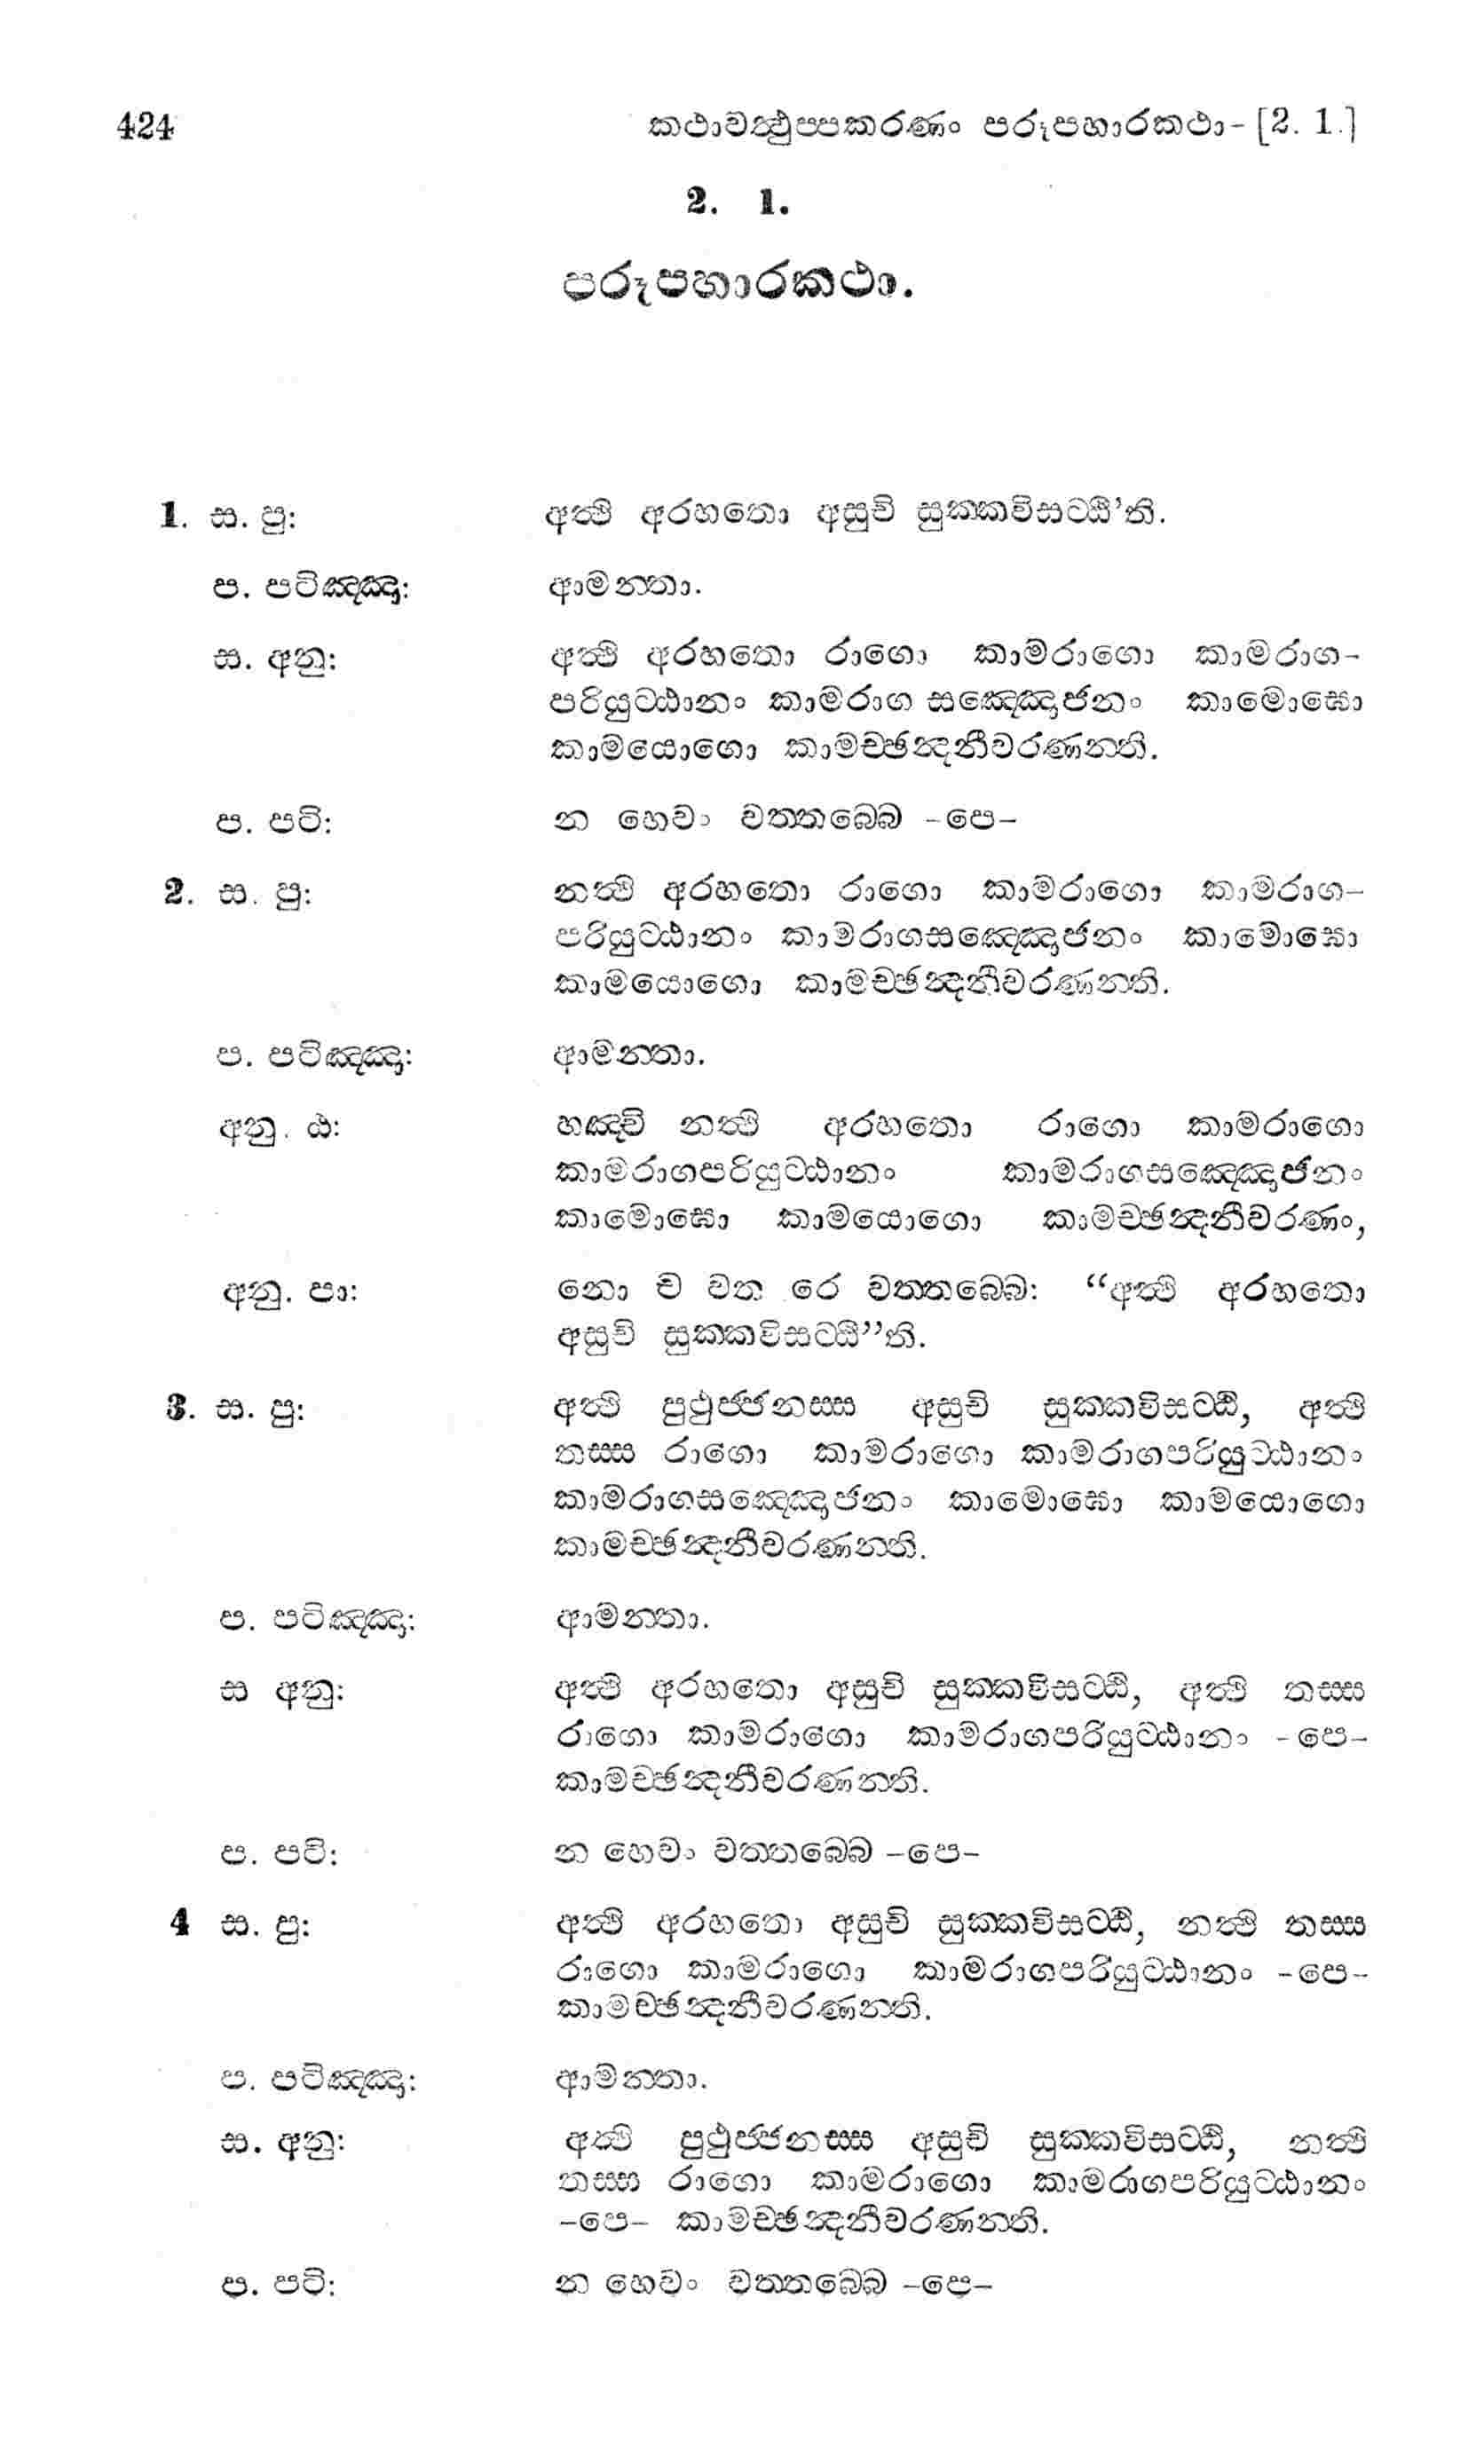 424 කථාවත්‍ථුප‍්පකරණං පරූපහාරකථා-[2. 1.]
2. 1.
පරූපහාරකථා.
1. ස. පු: අත්‍ථි අරහතො අසුචි සුක‍්කවිසට‍්ඨී’ති.
ප. පටිඤ‍්ඤා: ආමන‍්තා.
ස. අනු: අත්‍ථි අරහතො රාගො කාමරාගො කාමරාග-
පරියුට‍්ඨානං කාමරාග සඤ‍්ඤොජනං කාමොඝො
කාමයොගො කාමච‍්ඡන්‍දනීවරණන‍්ති.
ප. පටි: න හෙවං වත‍්තබ‍්බෙ -පෙ-
2. ස. පු: නත්‍ථි අරහතො රාගො කාමරාගො කාමරාග-
පරියුට‍්ඨානං කාමරාගසඤ‍්ඤොජනං කාමොඝො
කාමයොගො කාමච‍්ඡන්‍දනීවරණන‍්ති.
ප. පටිඤ‍්ඤා: ආමන‍්තා.
අනු. ඨ: හඤ‍්චි නත්‍ථි අරහතො රාගො කාමරාගො
කාමරාගපරියුට‍්ඨානං කාමරාගසඤ‍්ඤොජනං
කාමොඝො කාමයොගො කාමච‍්ඡන්‍දනීවරණං,
අනු. පා: නො ච වත රෙ වත‍්තබ‍්බෙ: “අත්‍ථි අරහතො
අසුචි සුක‍්කවිසට‍්ඨී”ති.
3. ස. පු: අත්‍ථි පුථුජ‍්ජනස‍්ස අසුචි සුක‍්කවිසට‍්ඨි, අත්‍ථි
තස‍්ස රාගො කාමරාගො කාමරාගපරියුට‍්ඨානං
කාමරාගසඤ‍්ඤොජනං කාමොඝො කාමයොගො
කාමච‍්ඡන්‍දනීවරණන‍්ති.
ප. පටිඤ‍්ඤා: ආමන‍්තා.
ස අනු: අත්‍ථි අරහතො අසුචි සුක‍්කවිසට‍්ඨි, අත්‍ථි තස‍්ස
රාගො කාමරාගො කාමරාගපරියුට‍්ඨානං -පෙ-
කාමච‍්ඡන්‍දනීවරණන‍්ති.
ප. පටි: න හෙවං වත‍්තබ‍්බෙ -පෙ-
4 ස. පු: අත්‍ථි අරහතො අසුචි සුක‍්කවිසට‍්ඨි, නත්‍ථි තස‍්ස
රාගො කාමරාගො කාමරාගපරියුට‍්ඨානං -පෙ-
කාමච‍්ඡන්‍දනීවරණන‍්ති.
ප. පටිඤ‍්ඤා: ආමන‍්තා.
ස. අනු: අත්‍ථි පුථුජ‍්ජනස‍්ස අසුචි සුක‍්කවිසට‍්ඨි, නත්‍ථි
තස‍්ස රාගො කාමරාගො කාමරාගපරියුට‍්ඨානං
-පෙ- කාමච‍්ඡන්‍දනීවරණන‍්ති.
ප. පටි: න හෙවං වත‍්තබ‍්බෙ -පෙ-